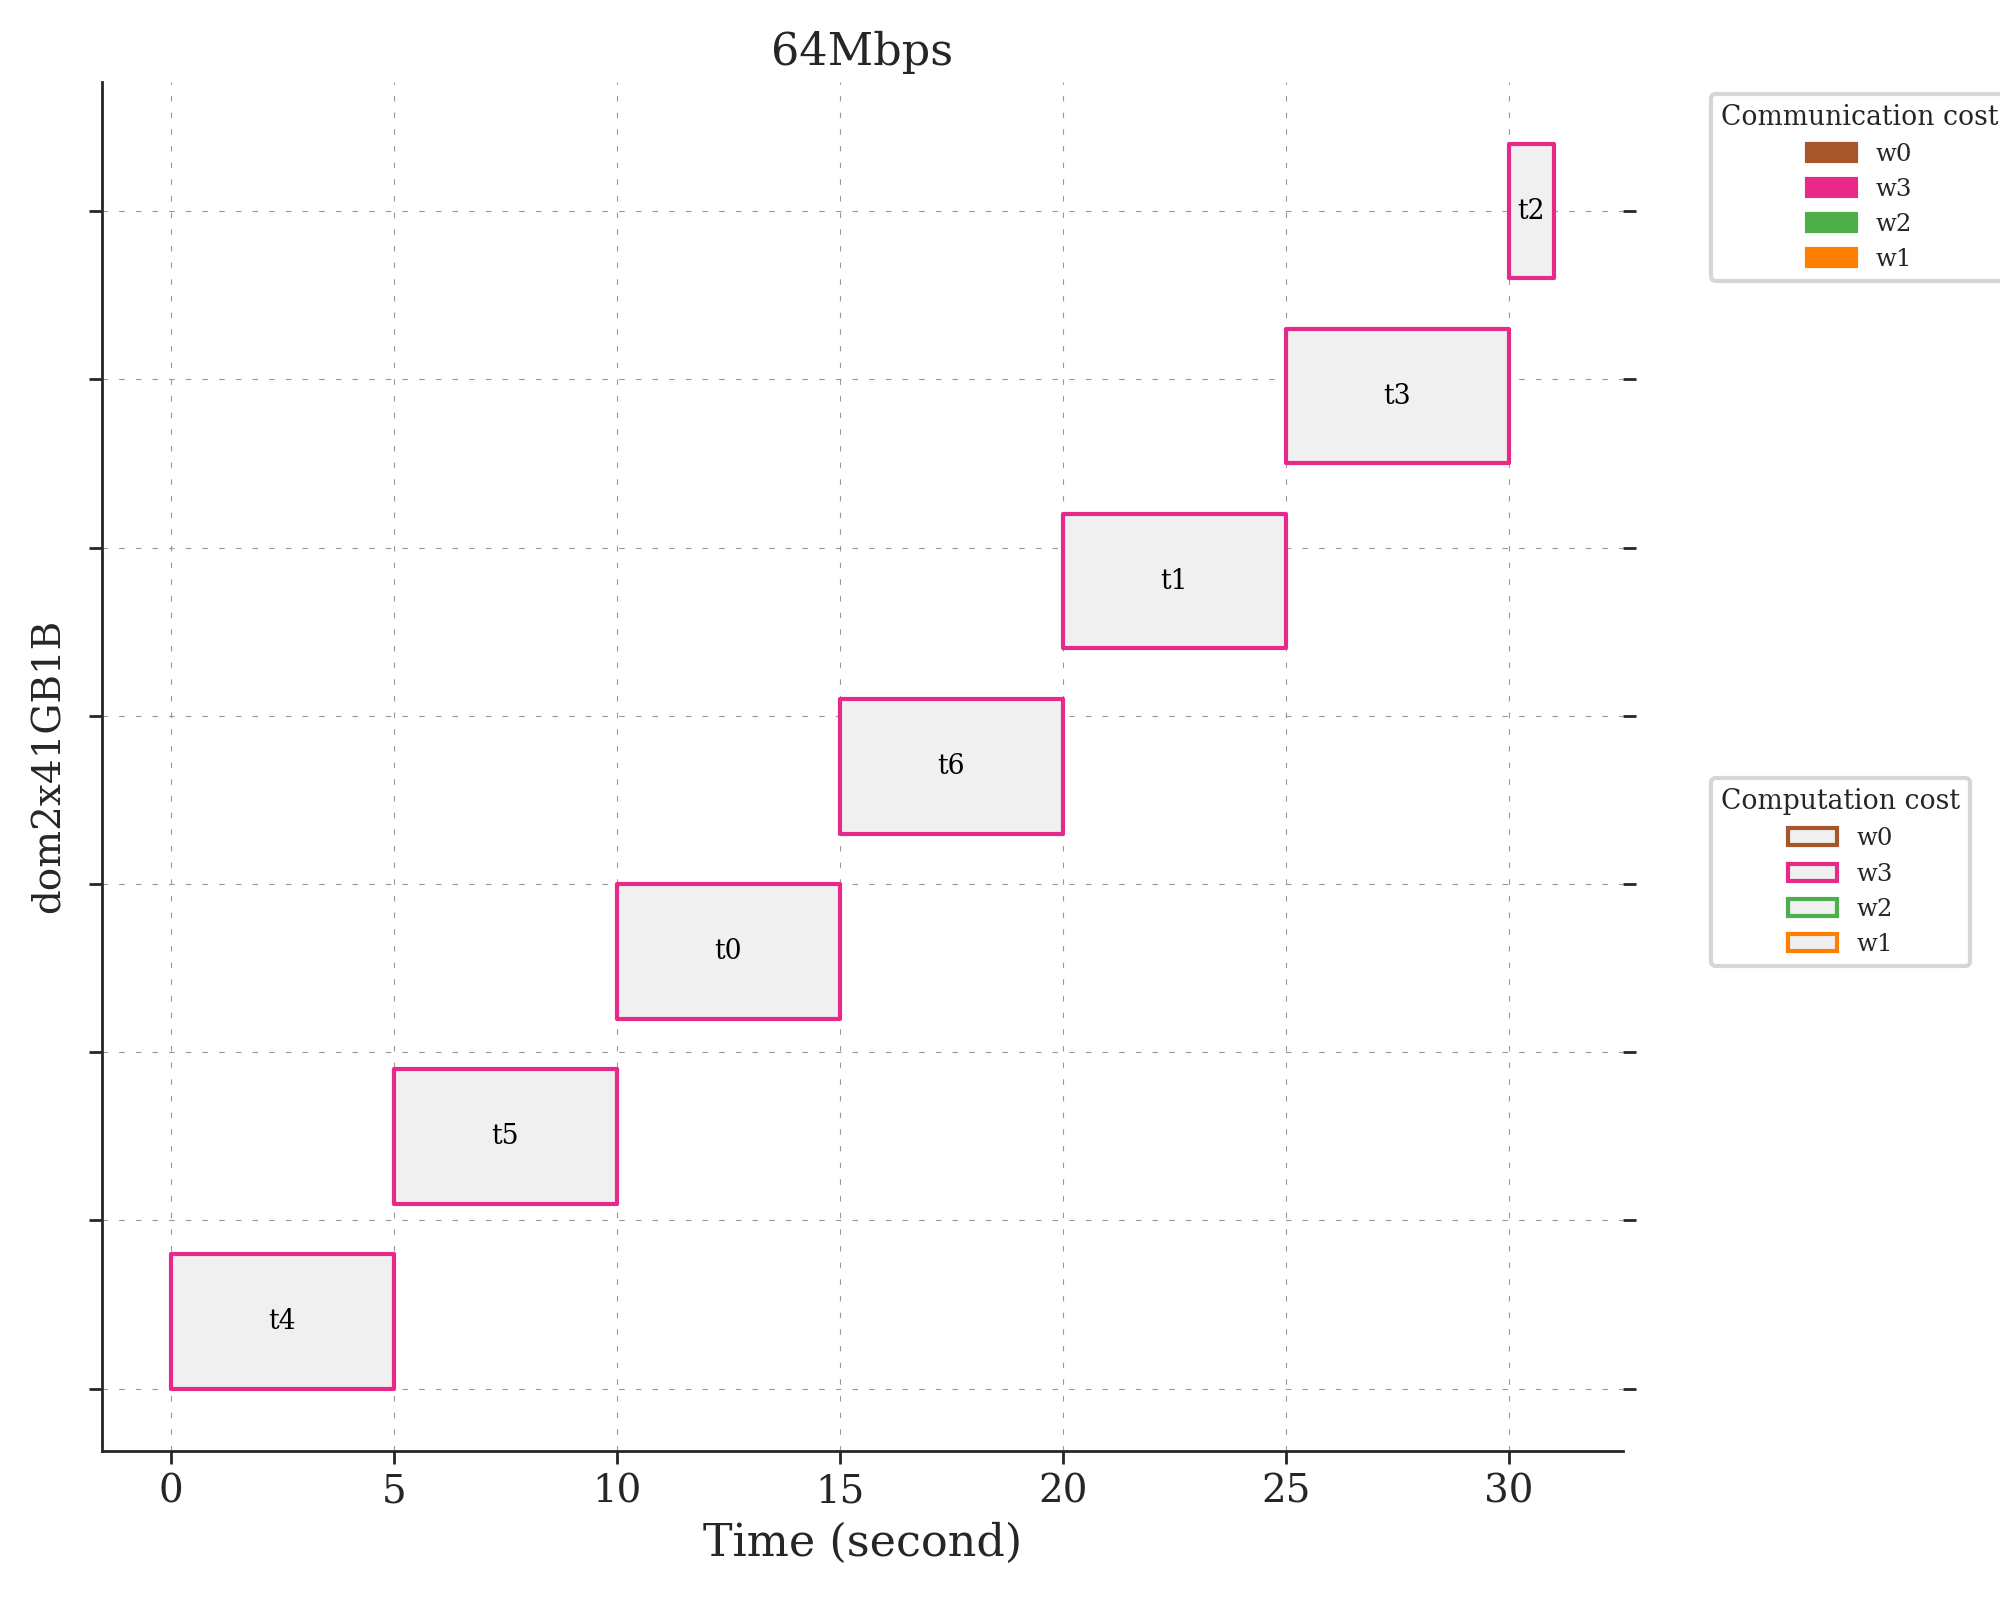 64Mbps
Communication cost
w0
w3
w2
w1
t2
t3
t1
t6
t0
t5
t4
dom2x41GB1B
Computation cost
w0
w3
w2
w1
0 5 10 15 20 25 30
Time (second)